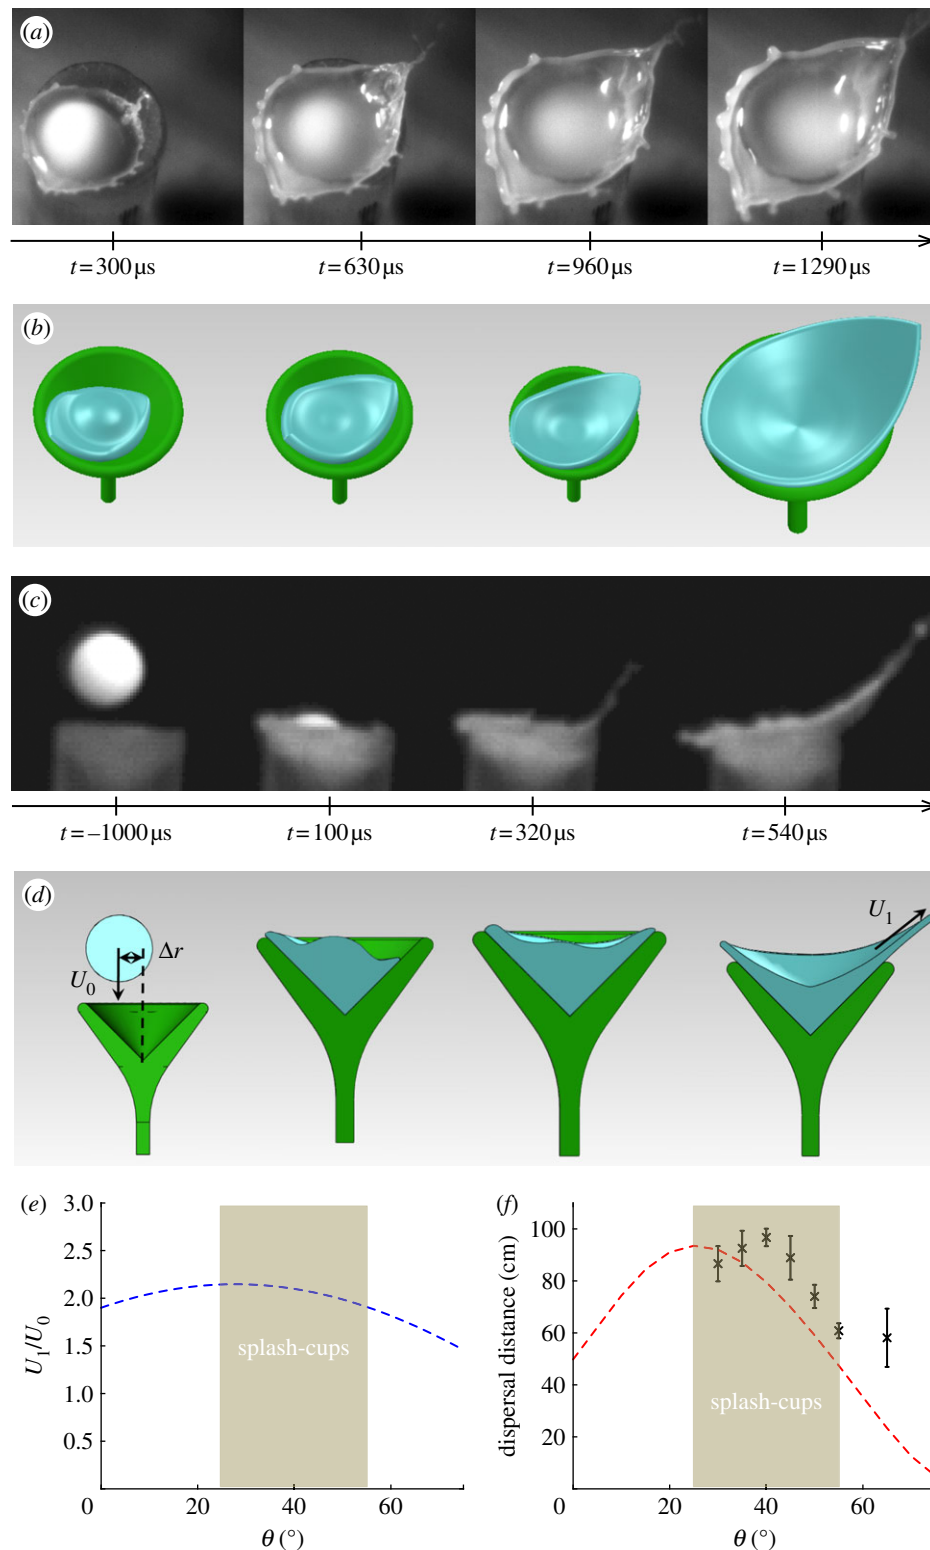 (a)
t=300 µs
t=630 µs
t=960 µs
t=1290 µs
(b)
(c)
t=–1000 µs
t=100 µs
t=320 µs
t=540 µs
(d)
Δr
U0
U1
(e)
3.0
2.5
2.0
1.5
1.0
0.5
0
20
40
60
U1/U0
θ (°)
splash-cups
(f)
100
80
60
40
20
0
20
40
60
dispersal distance (cm)
θ (°)
splash-cups